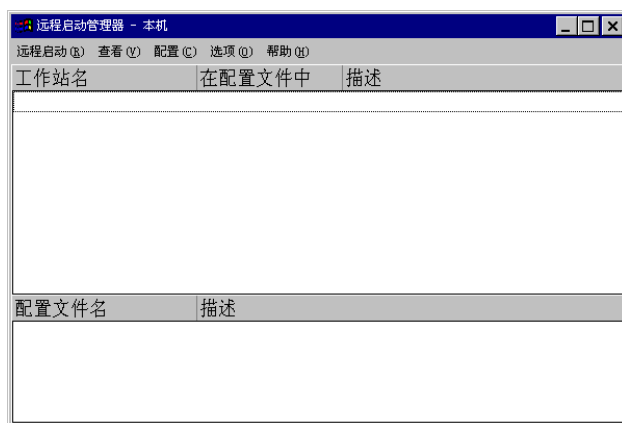 远程启动管理器 - 本机
远程启动(R) 查看(V) 配置(C) 选项(O) 帮助(H)
工作站名 在配置文件中 描述
配置文件名 描述